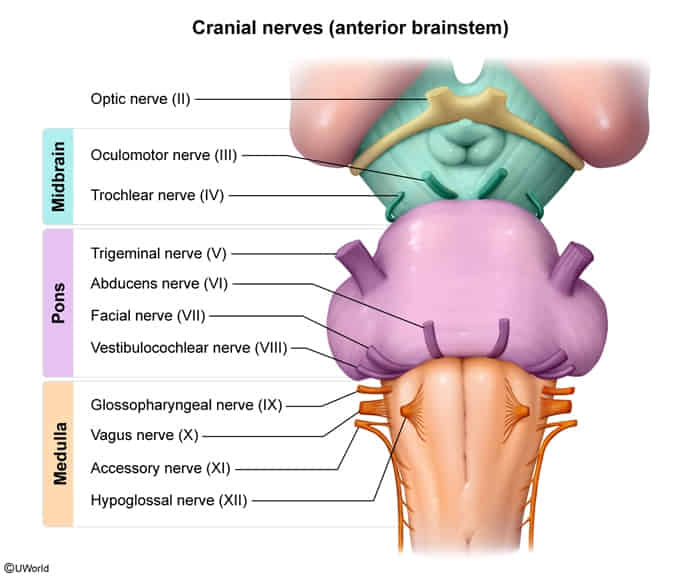 Cranial nerves (anterior brainstem)
Optic nerve (II)
Midbrain
Oculomotor nerve (III)
Trochlear nerve (IV)
Pons
Trigeminal nerve (V)
Abducens nerve (VI)
Facial nerve (VII)
Vestibulocochlear nerve (VIII)
Medulla
Glossopharyngeal nerve (IX)
Vagus nerve (X)
Accessory nerve (XI)
Hypoglossal nerve (XII)
©UWorld